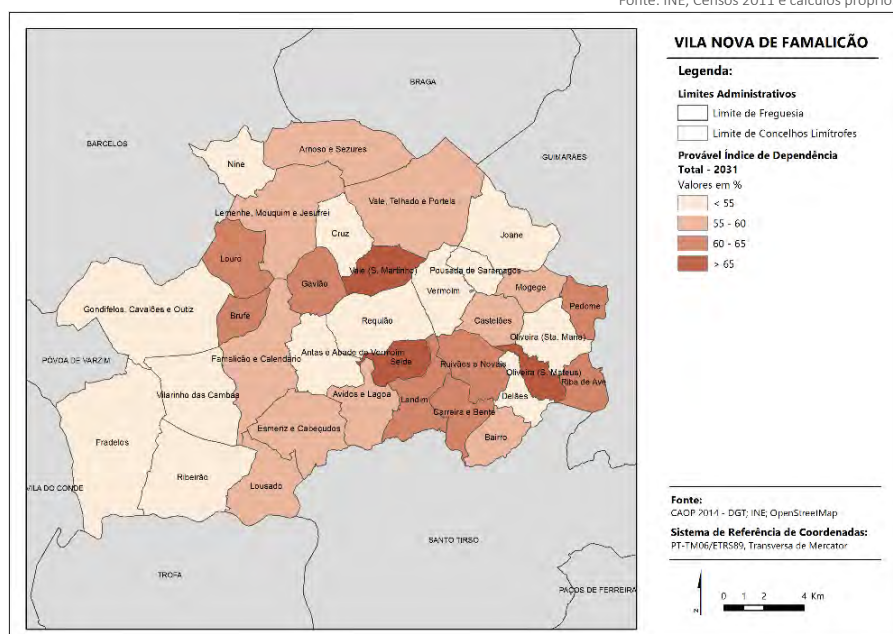 Fonte: INE, Censos 2011 e cálculos próprio
VILA NOVA DE FAMALICÃO
Legenda:
Limites Administrativos
Limite de Freguesia
Limite de Concelhos Limítrofes
Provável Índice de Dependência
Total - 2031
Valores em %
< 55
55 - 60
60 - 65
> 65
BRAGA
BARCELOS
GUIMARÃES
Nine
Arnoso e Sezures
Vale, Telhado e Portela
Lemenhe, Mouquim e Jesufrei
Cruz
Joane
Louro
Gavião
Vale (S. Martinho)
Pousada de Saramagos
Vermoim
Mogege
Pedome
Gondifelos, Cavalões e Outiz
Brufe
Requião
Castelões
Oliveira (Sta. Maria)
PÓVOA DE VARZIM
Famalicão e Calendário
Antas e Abade de Vermoim
Seide
Ruivães e Novais
Oliveira (S. Mateus)
Riba de Ave
Vilarinho das Cambas
Avidos e Lagoa
Landim
Delães
Carreira e Bente
Fradelos
Esmeriz e Cabeçudos
Bairro
Ribeirão
Lousado
VILA DO CONDE
SANTO TIRSO
TROFA
PAÇOS DE FERREIRA
Fonte:
CAOP 2014 - DGT; INE; OpenStreetMap
Sistema de Referência de Coordenadas:
PT-TM06/ETRS89, Transversa de Mercator
N
0 1 2 4 Km